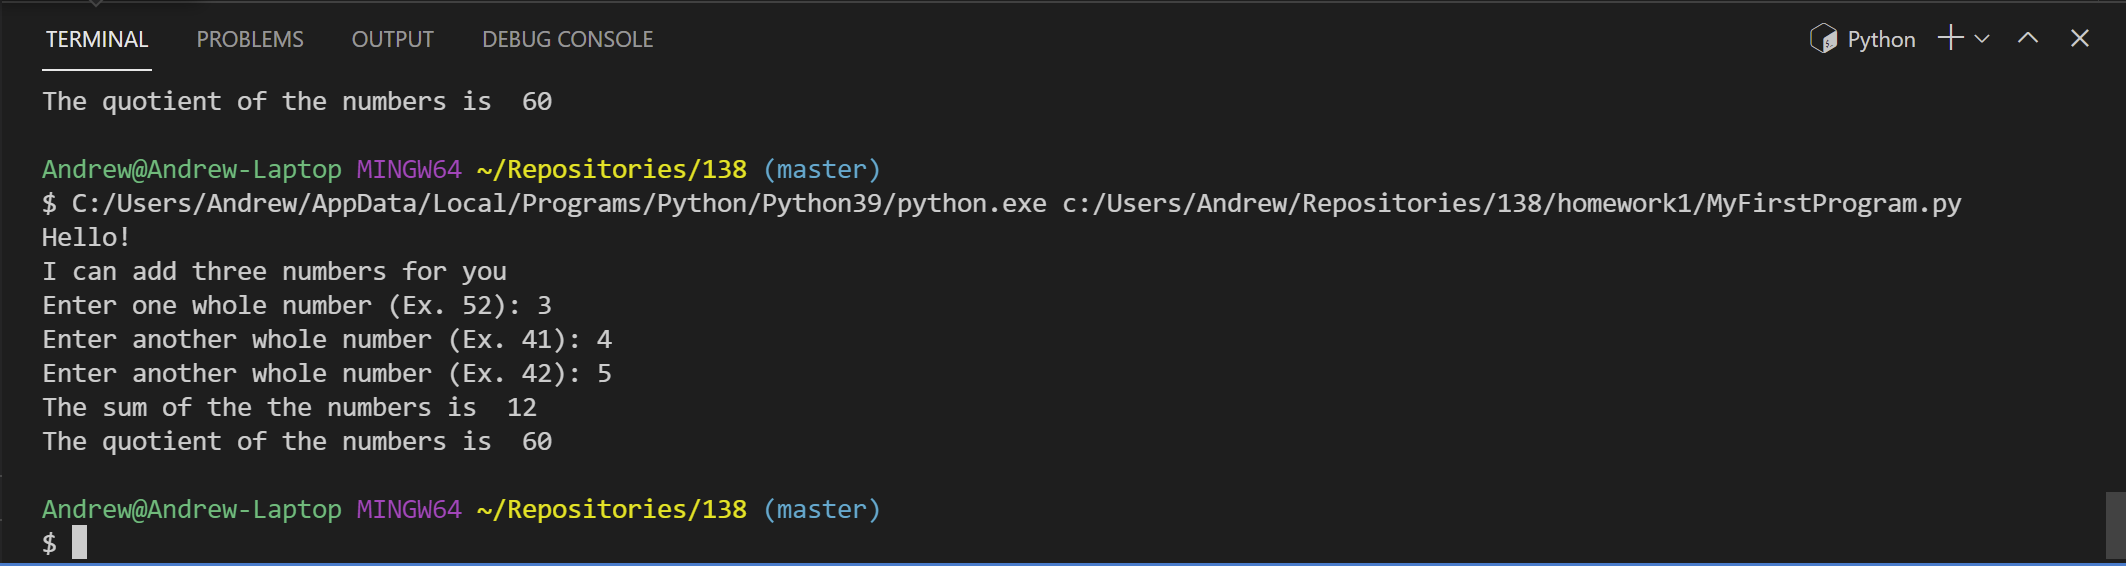 TERMINAL PROBLEMS OUTPUT DEBUG CONSOLE Python
The quotient of the numbers is  60
Andrew@Andrew-Laptop MINGW64 ~/Repositories/138 (master)
$ C:/Users/Andrew/AppData/Local/Programs/Python/Python39/python.exe c:/Users/Andrew/Repositories/138/homework1/MyFirstProgram.py
Hello!
I can add three numbers for you
Enter one whole number (Ex. 52): 3
Enter another whole number (Ex. 41): 4
Enter another whole number (Ex. 42): 5
The sum of the the numbers is  12
The quotient of the numbers is  60
Andrew@Andrew-Laptop MINGW64 ~/Repositories/138 (master)
$